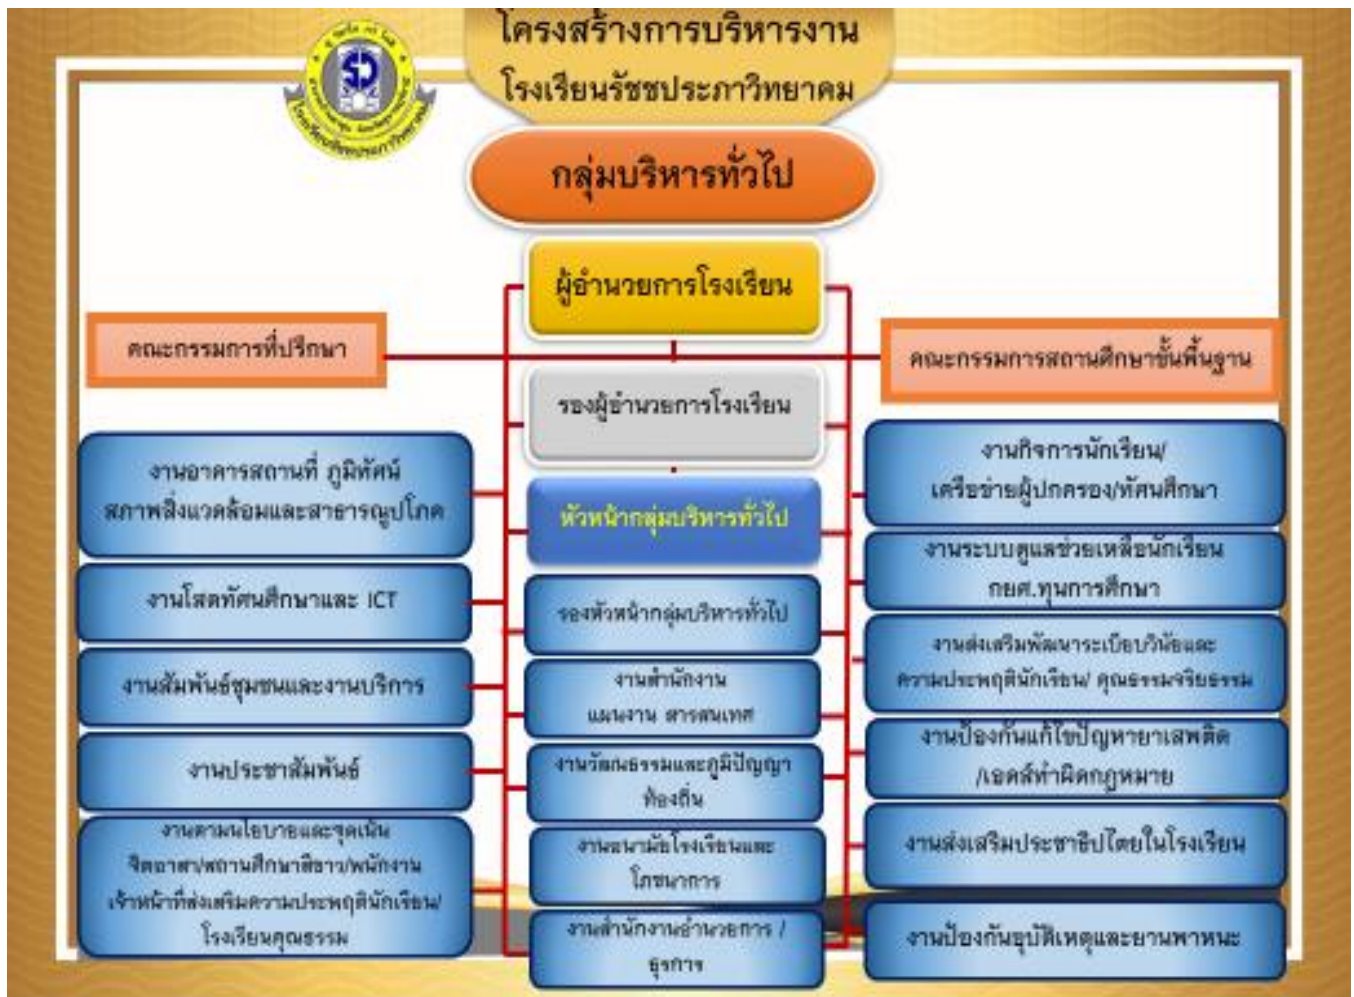 โครงสร้างการบริหารงาน
โรงเรียนรัชชประภาวิทยาคม
กลุ่มบริหารทั่วไป
ผู้อำนวยการโรงเรียน
คณะกรรมการที่ปรึกษา
คณะกรรมการสถานศึกษาขั้นพื้นฐาน
รองผู้อำนวยการโรงเรียน
หัวหน้ากลุ่มบริหารทั่วไป
งานอาคารสถานที่ ภูมิทัศน์
สภาพสิ่งแวดล้อมและสาธารณูปโภค
งานโสตทัศนศึกษาและ ICT
งานสัมพันธ์ชุมชนและงานบริการ
งานประชาสัมพันธ์
งานตามนโยบายและจุดเน้น
จิตอาสา/สถานศึกษาสีขาว/พนักงาน
เจ้าหน้าที่ส่งเสริมความประพฤตินักเรียน/
โรงเรียนคุณธรรม
รองหัวหน้ากลุ่มบริหารทั่วไป
งานสำนักงาน
แผนงาน สารสนเทศ
งานวัฒนธรรมและภูมิปัญญา
ท้องถิ่น
งานอนามัยโรงเรียนและ
โภชนาการ
งานสำนักงานอำนวยการ /
ธุรการ
งานกิจการนักเรียน/
เครือข่ายผู้ปกครอง/ทัศนศึกษา
งานระบบดูแลช่วยเหลือนักเรียน
กยศ.ทุนการศึกษา
งานส่งเสริมพัฒนาระเบียบวินัยและ
ความประพฤตินักเรียน/ คุณธรรมจริยธรรม
งานป้องกันแก้ไขปัญหายาเสพติด
/เอดส์ทำผิดกฎหมาย
งานส่งเสริมประชาธิปไตยในโรงเรียน
งานป้องกันอุบัติเหตุและยานพาหนะ